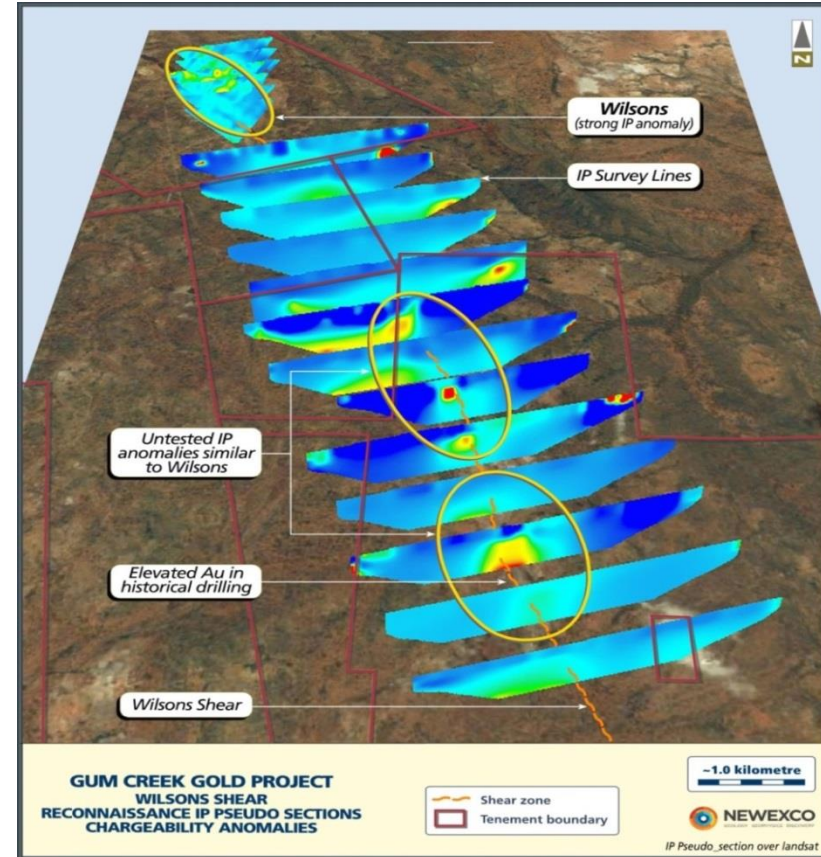 Z
Wilsons
(strong IP anomaly)
IP Survey Lines
Untested IP
anomalies similar
to Wilsons
Elevated Au in
historical drilling
Wilsons Shear
GUM CREEK GOLD PROJECT
WILSONS SHEAR
RECONNAISSANCE IP PSEUDO SECTIONS
CHARGEABILITY ANOMALIES
Shear zone
Tenement boundary
~1.0 kilometre
NEWEXCO
IP Pseudo_section over landsat